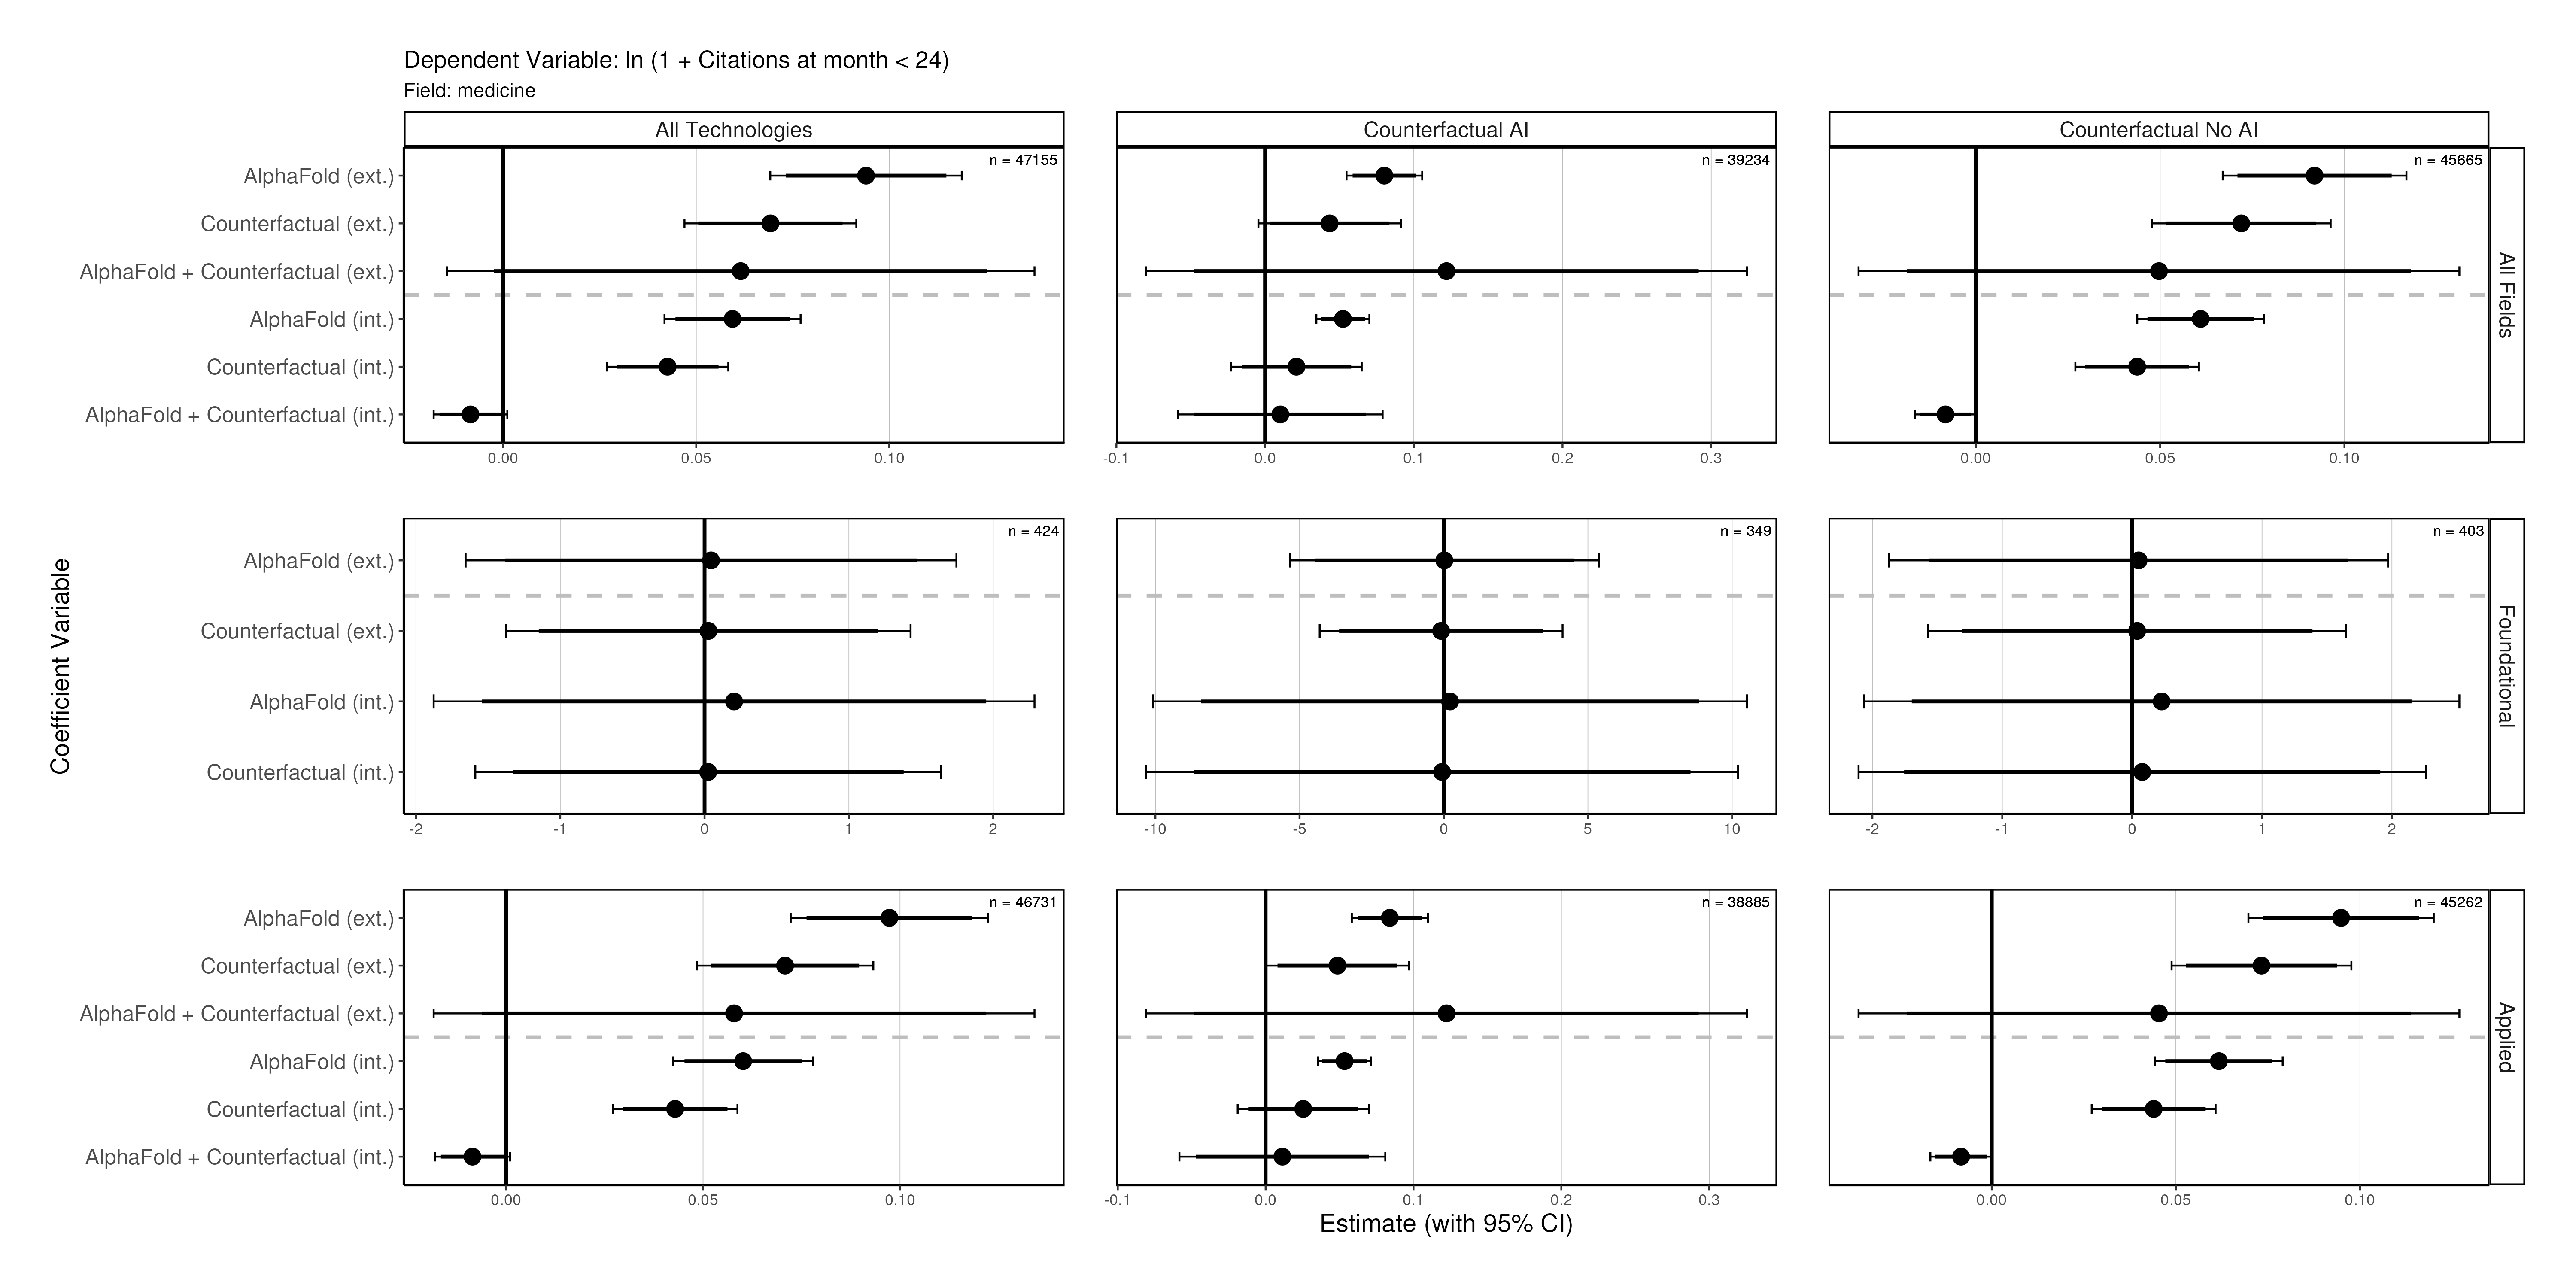 Dependent Variable: ln (1 + Citations at month < 24)
Field: medicine
All Technologies
Counterfactual AI
Counterfactual No AI
Coefficient Variable
AlphaFold (ext.)
Counterfactual (ext.)
AlphaFold + Counterfactual (ext.)
AlphaFold (int.)
Counterfactual (int.)
AlphaFold + Counterfactual (int.)
n = 47155
0.00 0.05 0.10
n = 39234
-0.1 0.0 0.1 0.2 0.3
n = 45665
0.00 0.05 0.10
All Fields
AlphaFold (ext.)
Counterfactual (ext.)
AlphaFold (int.)
Counterfactual (int.)
n = 424
-2 -1 0 1 2
n = 349
-10 -5 0 5 10
n = 403
-2 -1 0 1 2
Foundational
AlphaFold (ext.)
Counterfactual (ext.)
AlphaFold + Counterfactual (ext.)
AlphaFold (int.)
Counterfactual (int.)
AlphaFold + Counterfactual (int.)
n = 46731
0.00 0.05 0.10
n = 38885
-0.1 0.0 0.1 0.2 0.3
n = 45262
0.00 0.05 0.10
Applied
Estimate (with 95% CI)